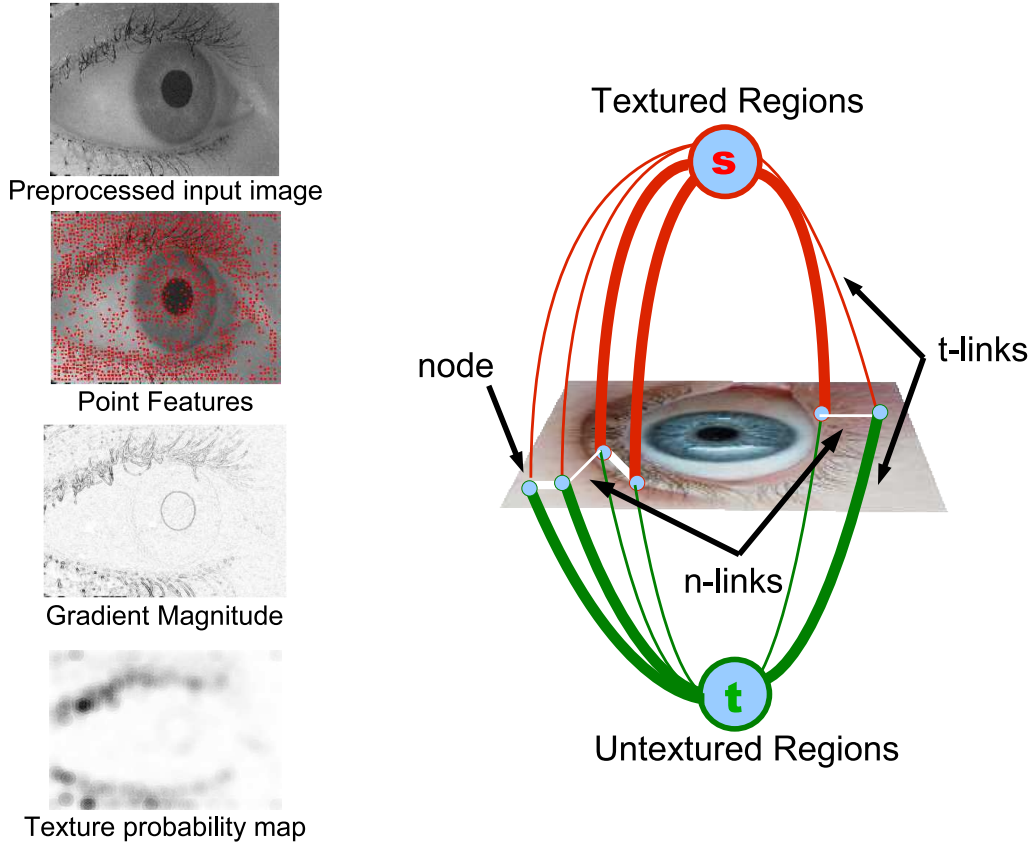 Preprocessed input image
Point Features
Gradient Magnitude
Texture probability map
Textured Regions
s
t-links
node
n-links
t
Untextured Regions